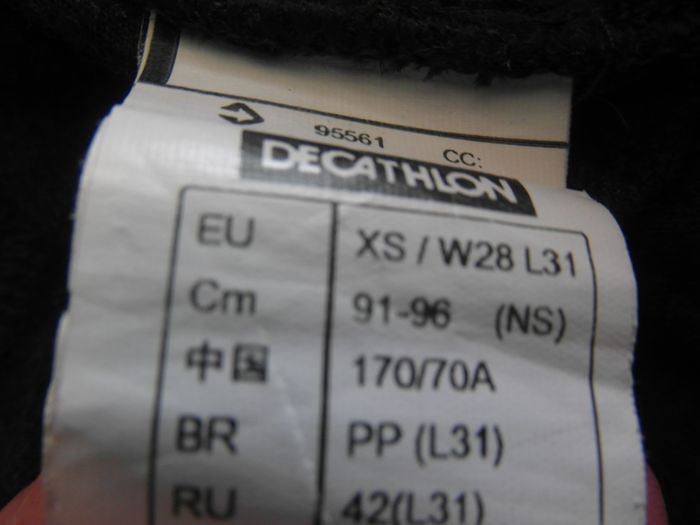 95561 CC:
DECATHLON
EU XS / W28 L31
Cm 91-96 (NS)
中国 170/70A
BR PP (L31)
RU 42(L31)